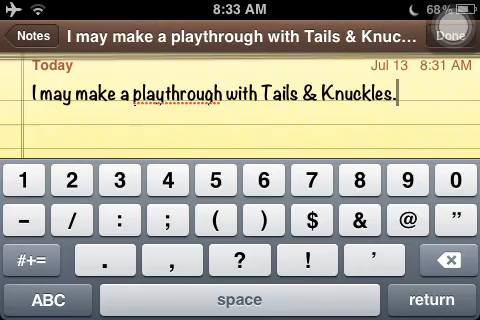 8:33 AM
68%
Notes
I may make a playthrough with Tails & Knuc...
Done
Today
Jul 13 8:31 AM
I may make a playthrough with Tails & Knuckles.
1 2 3 4 5 6 7 8 9 0
- / : ; ( ) $ & @ "
#+= . , ? ! '
ABC space return